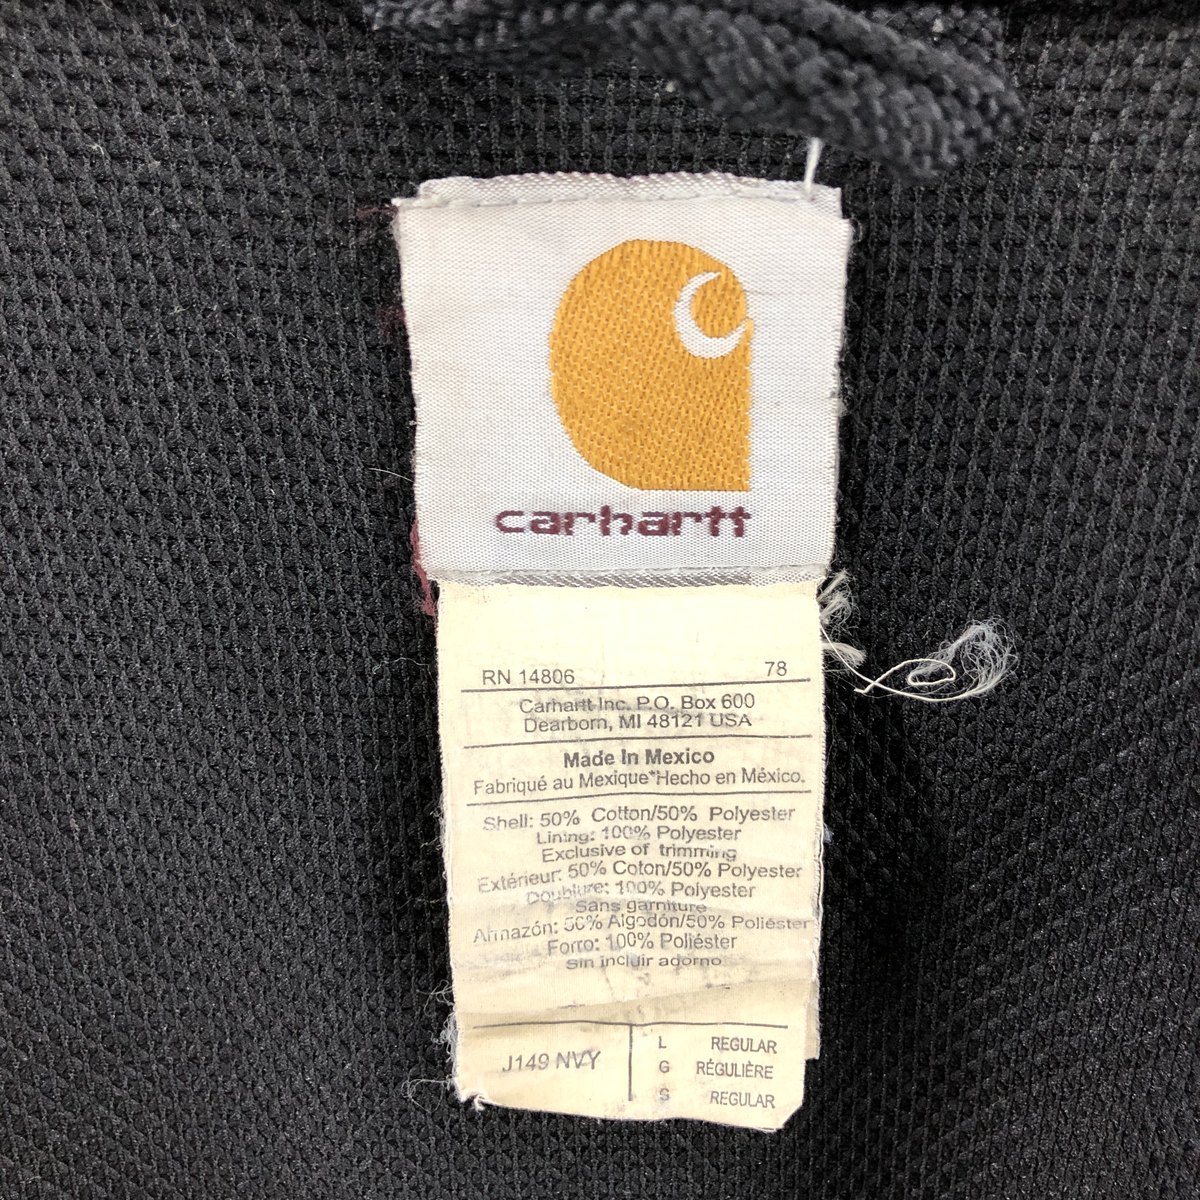 carhartt
RN 14806 78
Carhartt Inc. P.O. Box 600
Dearborn, MI 48121 USA
Made In Mexico
Fabriqué au Mexique*Hecho en México.
Shell: 50% Cotton/50% Polyester
Lining: 100% Polyester
Exclusive of trimming
Extérieur: 50% Coton/50% Polyester
Doublure: 100% Polyester
Sans garniture
Armazón: 50% Algodón/50% Poliéster
Forro: 100% Poliéster
Sin incluir adorno
J149 NVY
L REGULAR
G RÉGULIÈRE
S REGULAR